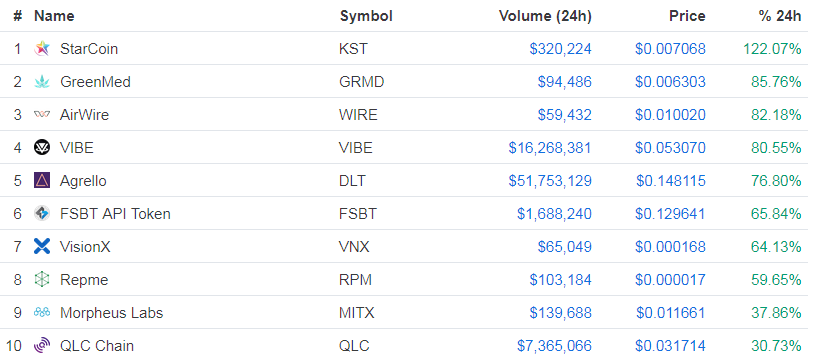 # Name Symbol Volume (24h) Price % 24h
1 StarCoin KST $320,224 $0.007068 122.07%
2 GreenMed GRMD $94,486 $0.006303 85.76%
3 AirWire WIRE $59,432 $0.010020 82.18%
4 VIBE VIBE $16,268,381 $0.053070 80.55%
5 Agrello DLT $51,753,129 $0.148115 76.80%
6 FSBT API Token FSBT $1,688,240 $0.129641 65.84%
7 VisionX VNX $65,049 $0.000168 64.13%
8 Repme RPM $103,184 $0.000017 59.65%
9 Morpheus Labs MITX $139,688 $0.011661 37.86%
10 QLC Chain QLC $7,365,066 $0.031714 30.73%